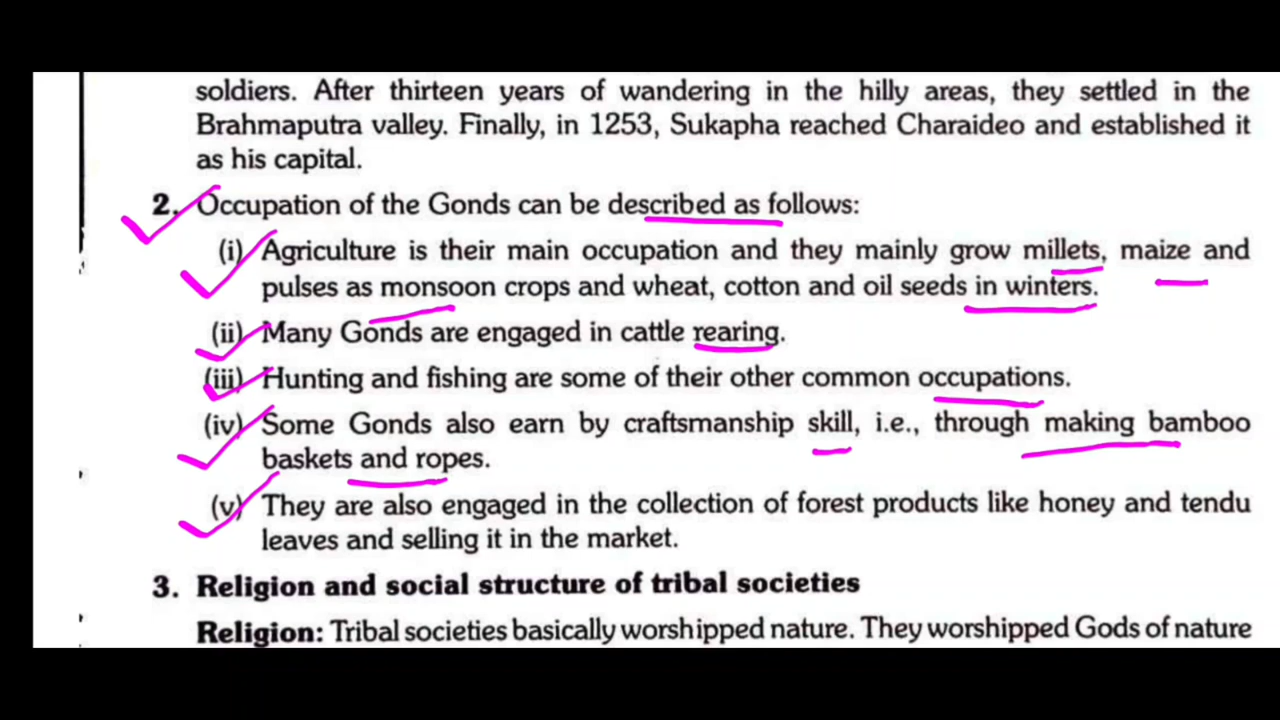 soldiers. After thirteen years of wandering in the hilly areas, they settled in the
Brahmaputra valley. Finally, in 1253, Sukapha reached Charaideo and established it
as his capital.
2. Occupation of the Gonds can be described as follows:
(i) Agriculture is their main occupation and they mainly grow millets, maize and
pulses as monsoon crops and wheat, cotton and oil seeds in winters.
(ii) Many Gonds are engaged in cattle rearing.
(iii) Hunting and fishing are some of their other common occupations.
(iv) Some Gonds also earn by craftsmanship skill, i.e., through making bamboo
baskets and ropes.
(v) They are also engaged in the collection of forest products like honey and tendu
leaves and selling it in the market.
3. Religion and social structure of tribal societies
Religion: Tribal societies basically worshipped nature. They worshipped Gods of nature